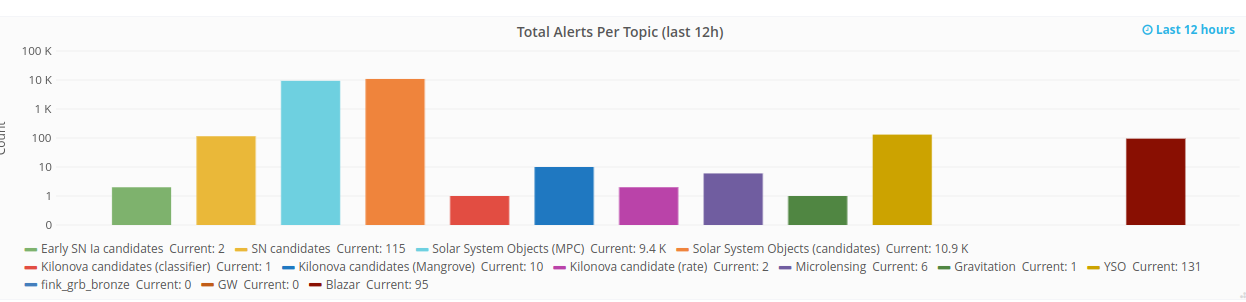 Total Alerts Per Topic (last 12h)
Last 12 hours
100 K
10 K
1 K
100
10
1
0
Early SN Ia candidates Current: 2 SN candidates Current: 115 Solar System Objects (MPC) Current: 9.4 K Solar System Objects (candidates) Current: 10.9 K
Kilonova candidates (classifier) Current: 1 Kilonova candidates (Mangrove) Current: 10 Kilonova candidate (rate) Current: 2 Microlensing Current: 6 Gravitation Current: 1 YSO Current: 131
fink_grb_bronze Current: 0 GW Current: 0 Blazar Current: 95